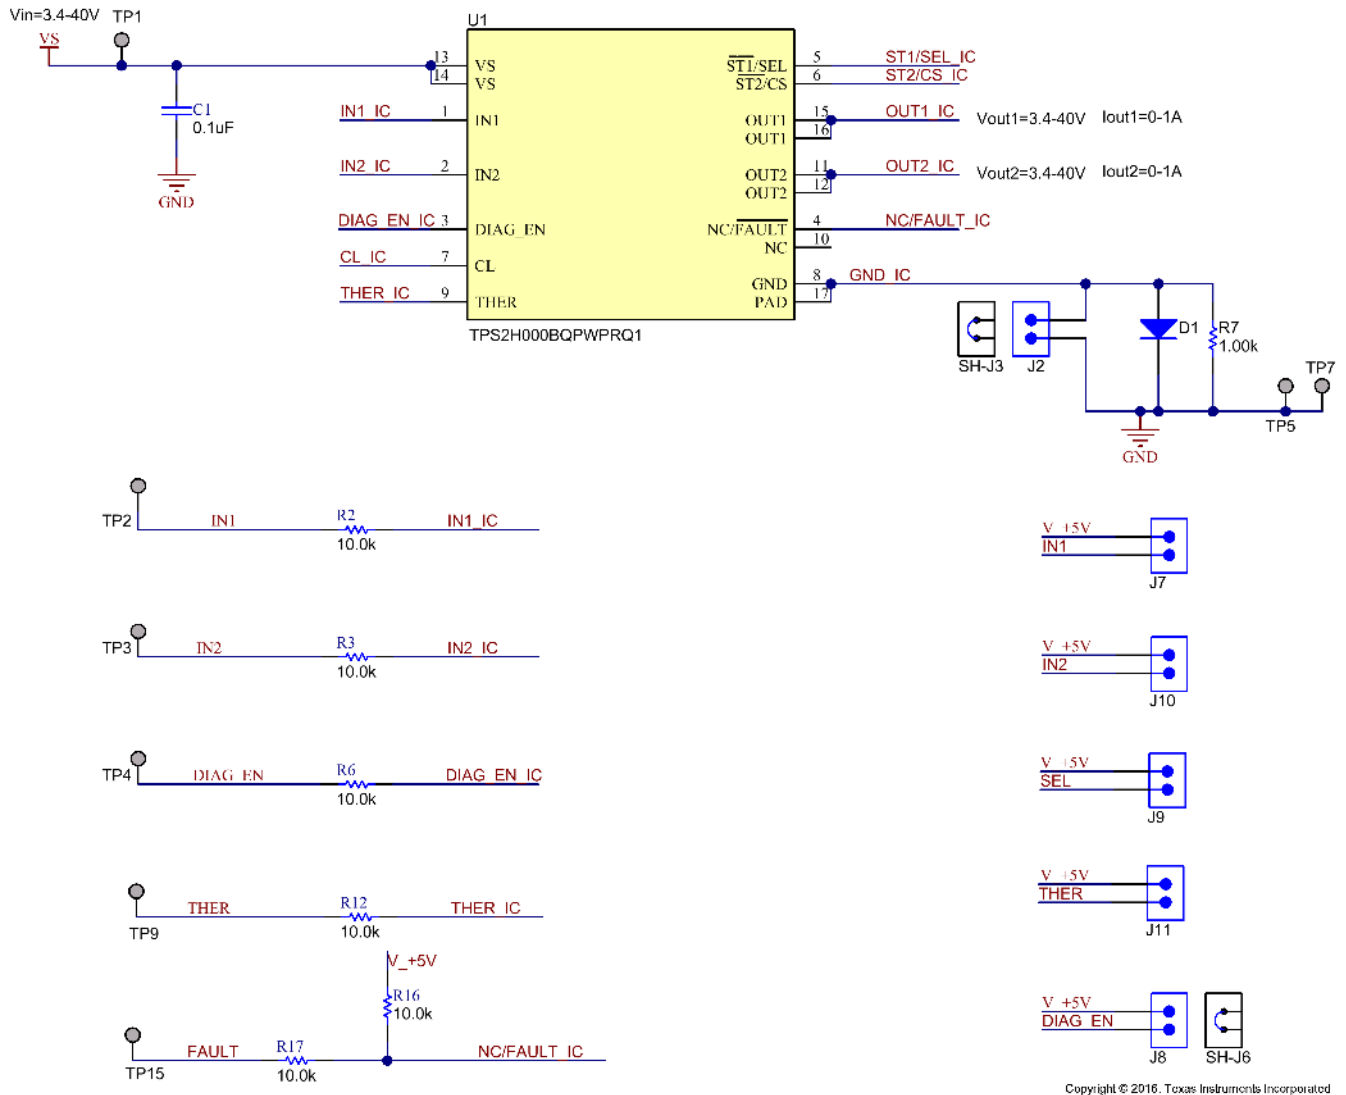 Vin=3.4-40V TP1
VS
U1
C1
0.1uF
GND
13 VS
14 VS
IN1_IC 1 IN1
IN2_IC 2 IN2
DIAG_EN_IC 3 DIAG_EN
CL_IC 7 CL
THER_IC 9 THER
ST1/SEL 5 ST1/SEL_IC
ST2/CS 6 ST2/CS_IC
OUT1 15 OUT1_IC Vout1=3.4-40V Iout1=0-1A
OUT1 16
OUT2 11 OUT2_IC Vout2=3.4-40V Iout2=0-1A
OUT2 12
NC/FAULT 4 NC/FAULT_IC
NC 10
GND 8 GND_IC
PAD 17
TPS2H000BQPWPRQ1
SH-J3 J2 D1 R7
1.00k
TP7
TP5
GND
TP2 IN1 R2 IN1_IC
10.0k
TP3 IN2 R3 IN2_IC
10.0k
TP4 DIAG_EN R6 DIAG_EN_IC
10.0k
TP9 THER R12 THER_IC
10.0k
V_+5V
R16
10.0k
TP15 FAULT R17 NC/FAULT_IC
10.0k
V_+5V
IN1
J7
V_+5V
IN2
J10
V_+5V
SEL
J9
V_+5V
THER
J11
V_+5V
DIAG_EN
J8 SH-J6
Copyright © 2016, Texas Instruments Incorporated